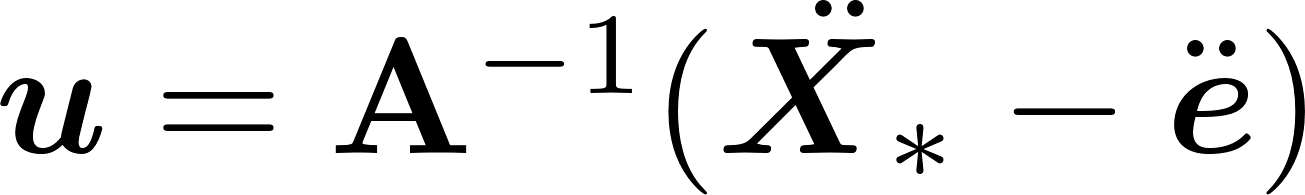 u = A⁻¹(Ẍ_* − ë)